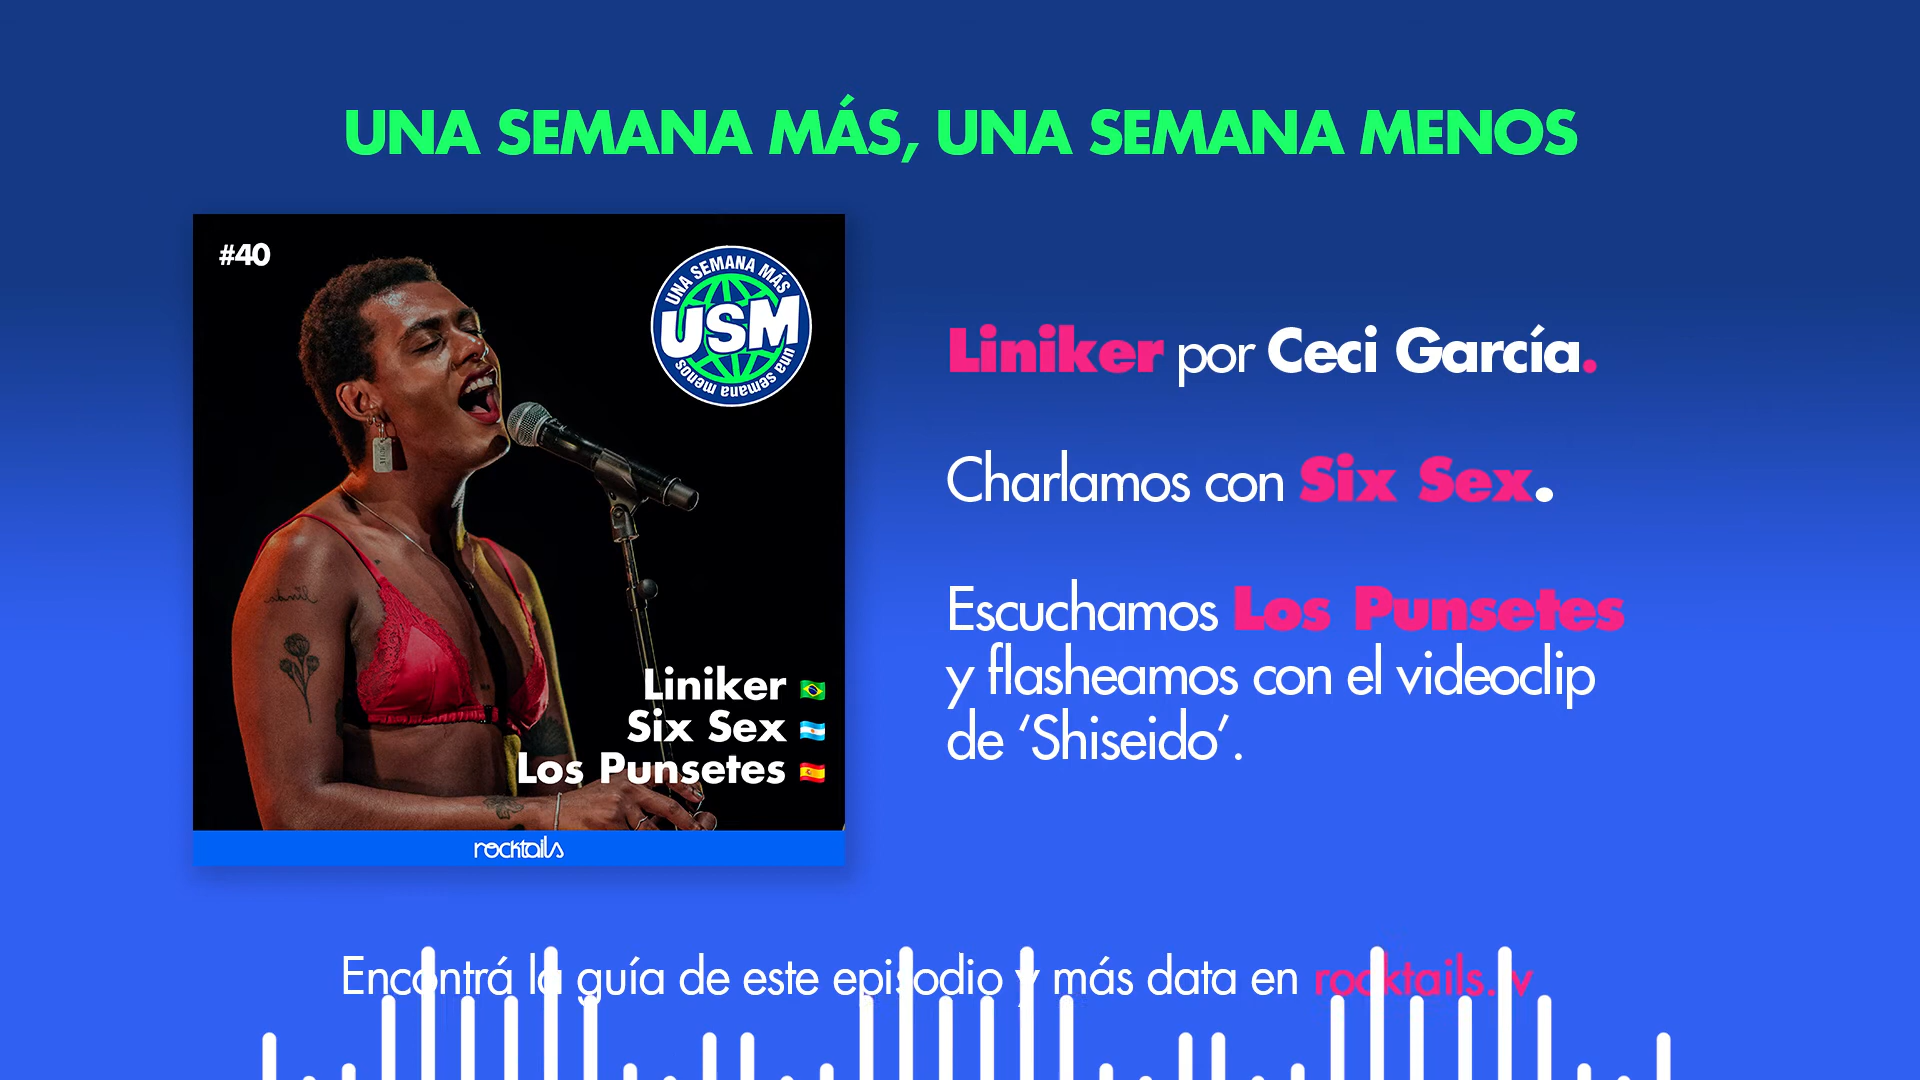 UNA SEMANA MÁS, UNA SEMANA MENOS
#40
UNA SEMANA MÁS
USM
una semana menos
Liniker
Six Sex
Los Punsetes
rocktails
Liniker por Ceci García.
Charlamos con Six Sex.
Escuchamos Los Punsetes
y flasheamos con el videoclip
de ‘Shiseido’.
Encontrá la guía de este episodio y más data en rocktails.tv